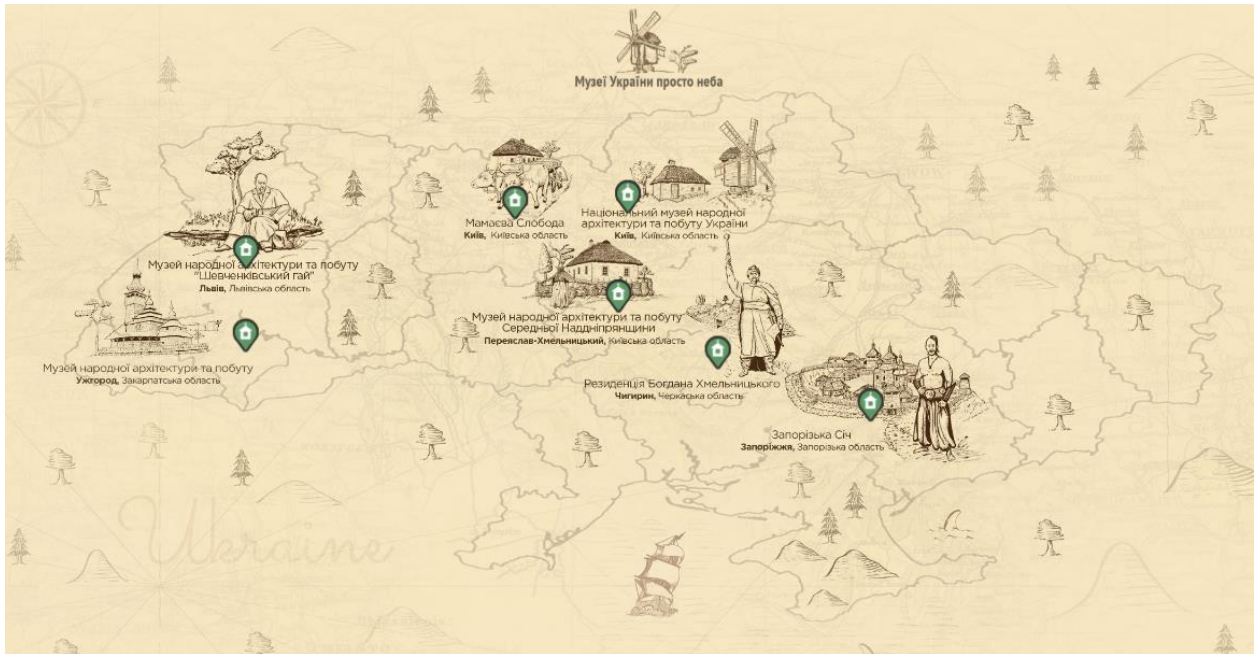 Музеї України просто неба
Мамаєва Слобода
Київ, Київська область
Національний музей народної
архітектури та побуту України
Київ, Київська область
Музей народної архітектури та побуту
"Шевченківський гай"
Львів, Львівська область
Музей народної архітектури та побуту
Середньої Наддніпрянщини
Переяслав-Хмельницький, Київська область
Музей народної архітектури та побуту
Ужгород, Закарпатська область
Резиденція Богдана Хмельницького
Чигирин, Черкаська область
Запорізька Січ
Запоріжжя, Запорізька область
Ukraine